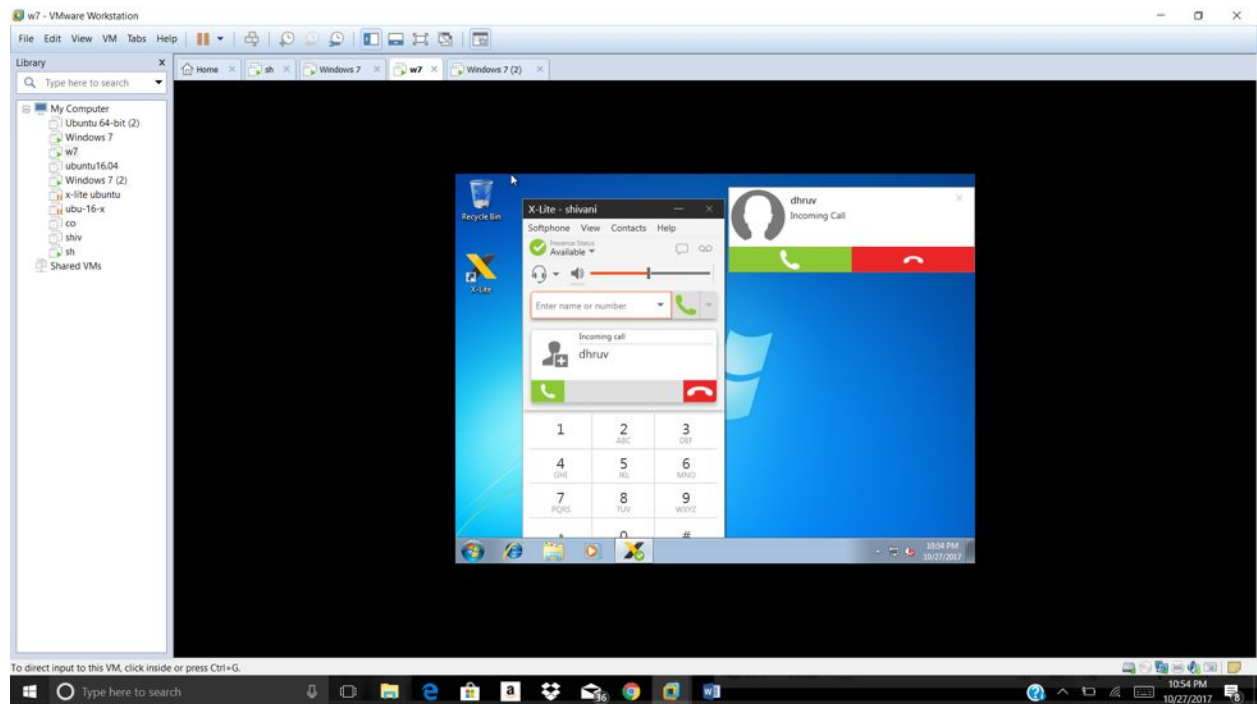 w7 - VMware Workstation
File Edit View VM Tabs Help
Library x
Home × sh × Windows 7 × w7 × Windows 7 (2) ×
Type here to search
My Computer
Ubuntu 64-bit (2)
Windows 7
w7
ubuntu16.04
Windows 7 (2)
x-lite ubuntu
ubu-16-x
co
shiv
sh
Shared VMs
Recycle Bin
X-Lite
X-Lite - shivani
Softphone View Contacts Help
Presence Status
Available
Enter name or number
Incoming call
dhruv
1 2 3
ABC DEF
4 5 6
GHI JKL MNO
7 8 9
PQRS TUV WXYZ
* 0 #
dhruv
Incoming Call
10:54 PM
10/27/2017
To direct input to this VM, click inside or press Ctrl+G.
Type here to search
a
36
10:54 PM
10/27/2017
8